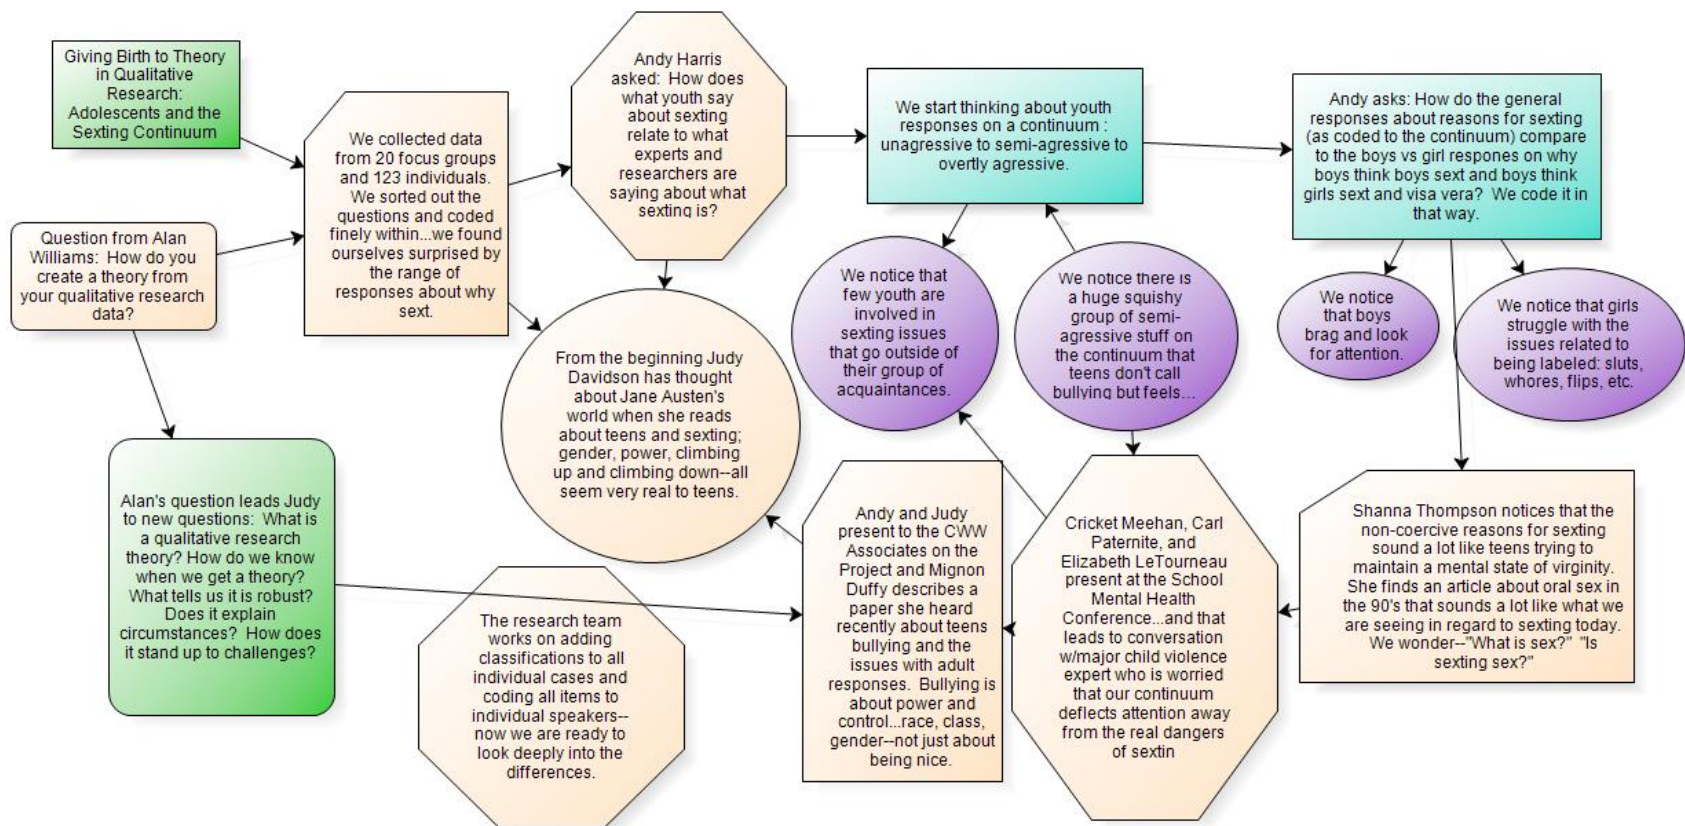 Giving Birth to Theory
in Qualitative
Research:
Adolescents and the
Sexting Continuum
Question from Alan
Williams: How do you
create a theory from
your qualitative research
data?
We collected data
from 20 focus groups
and 123 individuals.
We sorted out the
questions and coded
finely within...we found
ourselves surprised by
the range of
responses about why
sext.
Andy Harris
asked: How does
what youth say
about sexting
relate to what
experts and
researchers are
saying about what
sexting is?
We start thinking about youth
responses on a continuum :
unagressive to semi-agressive to
overtly agressive.
Andy asks: How do the general
responses about reasons for sexting
(as coded to the continuum) compare
to the boys vs girl respones on why
boys think boys sext and boys think
girls sext and visa vera? We code it in
that way.
We notice that
few youth are
involved in
sexting issues
that go outside of
their group of
acquaintances.
We notice there is
a huge squishy
group of semi-
agressive stuff on
the continuum that
teens don't call
bullying but feels...
We notice
that boys
brag and look
for attention.
We notice that girls
struggle with the
issues related to
being labeled: sluts,
whores, flips, etc.
From the beginning Judy
Davidson has thought
about Jane Austen's
world when she reads
about teens and sexting;
gender, power, climbing
up and climbing down--all
seem very real to teens.
Alan's question leads Judy
to new questions: What is
a qualitative research
theory? How do we know
when we get a theory?
What tells us it is robust?
Does it explain
circumstances? How does
it stand up to challenges?
The research team
works on adding
classifications to all
individual cases and
coding all items to
individual speakers--
now we are ready to
look deeply into the
differences.
Andy and Judy
present to the CWW
Associates on the
Project and Mignon
Duffy describes a
paper she heard
recently about teens
bullying and the
issues with adult
responses. Bullying is
about power and
control...race, class,
gender--not just about
being nice.
Cricket Meehan, Carl
Paternite, and
Elizabeth LeTourneau
present at the School
Mental Health
Conference...and that
leads to conversation
w/major child violence
expert who is worried
that our continuum
deflects attention away
from the real dangers
of sextin
Shanna Thompson notices that the
non-coercive reasons for sexting
sound a lot like teens trying to
maintain a mental state of virginity.
She finds an article about oral sex in
the 90's that sounds a lot like what we
are seeing in regard to sexting today.
We wonder--"What is sex?" "Is
sexting sex?"